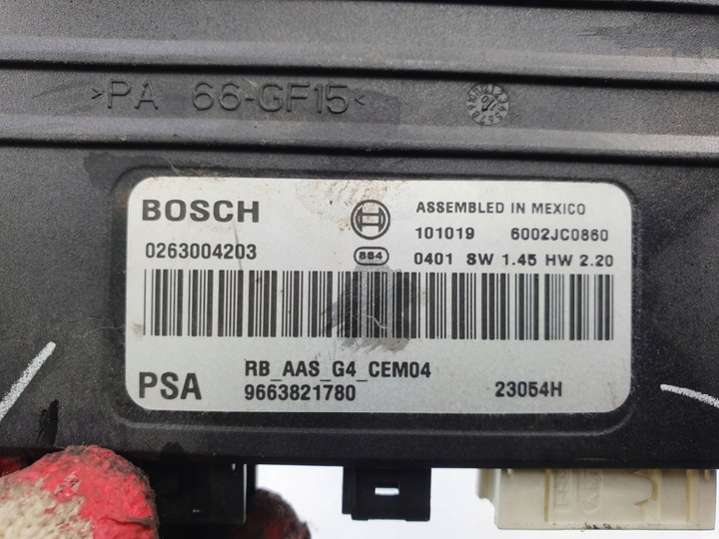 >PA 66-GF15<
BOSCH
ASSEMBLED IN MEXICO
101019 6002JC0860
0263004203
884
0401 SW 1.45 HW 2.20
RB_AAS_G4_CEM04
PSA
9663821780
23054H